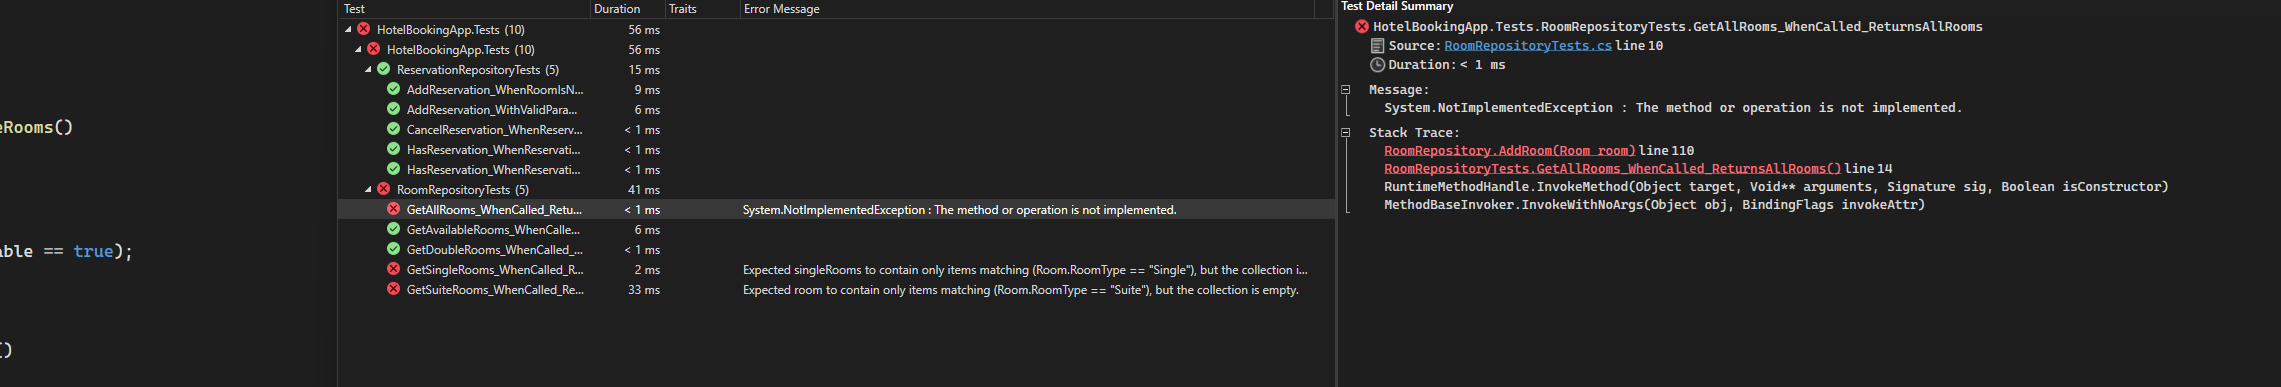 eRooms()
able == true);
()
Test Duration Traits Error Message
HotelBookingApp.Tests (10) 56 ms
HotelBookingApp.Tests (10) 56 ms
ReservationRepositoryTests (5) 15 ms
AddReservation_WhenRoomIsN... 9 ms
AddReservation_WithValidPara... 6 ms
CancelReservation_WhenReserv... < 1 ms
HasReservation_WhenReservati... < 1 ms
HasReservation_WhenReservati... < 1 ms
RoomRepositoryTests (5) 41 ms
GetAllRooms_WhenCalled_Retu... < 1 ms System.NotImplementedException : The method or operation is not implemented.
GetAvailableRooms_WhenCalle... 6 ms
GetDoubleRooms_WhenCalled_... < 1 ms
GetSingleRooms_WhenCalled_R... 2 ms Expected singleRooms to contain only items matching (Room.RoomType == "Single"), but the collection i...
GetSuiteRooms_WhenCalled_Re... 33 ms Expected room to contain only items matching (Room.RoomType == "Suite"), but the collection is empty.
Test Detail Summary
HotelBookingApp.Tests.RoomRepositoryTests.GetAllRooms_WhenCalled_ReturnsAllRooms
Source: RoomRepositoryTests.cs line 10
Duration: < 1 ms
Message:
System.NotImplementedException : The method or operation is not implemented.
Stack Trace:
RoomRepository.AddRoom(Room room) line 110
RoomRepositoryTests.GetAllRooms_WhenCalled_ReturnsAllRooms() line 14
RuntimeMethodHandle.InvokeMethod(Object target, Void** arguments, Signature sig, Boolean isConstructor)
MethodBaseInvoker.InvokeWithNoArgs(Object obj, BindingFlags invokeAttr)